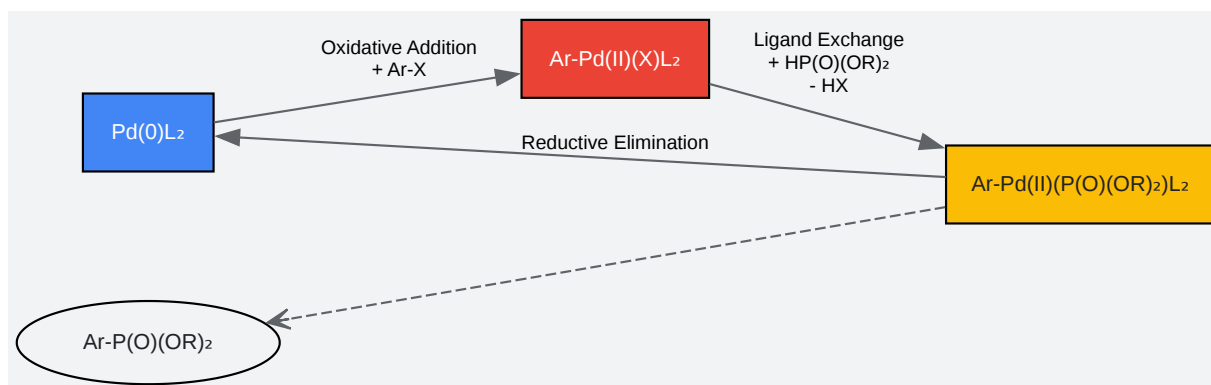 Oxidative Addition
+ Ar-X
Ar-Pd(II)(X)L₂
Ligand Exchange
+ HP(O)(OR)₂
- HX
Pd(0)L₂
Reductive Elimination
Ar-Pd(II)(P(O)(OR)₂)L₂
Ar-P(O)(OR)₂